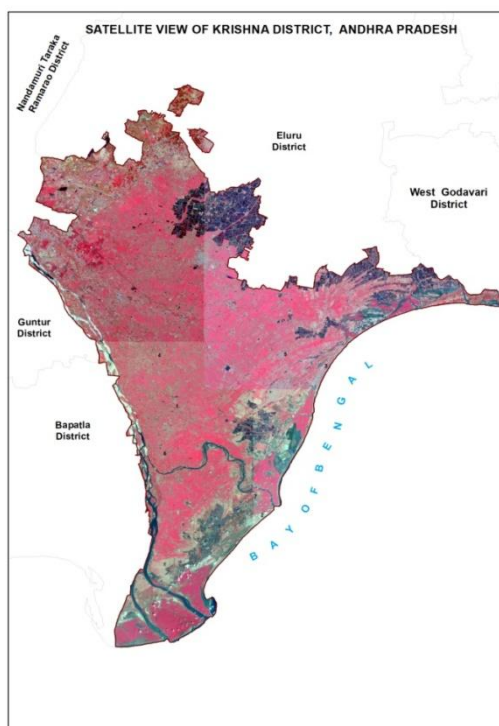 SATELLITE VIEW OF KRISHNA DISTRICT, ANDHRA PRADESH
Nandamuri Taraka
Ramarao District
Eluru
District
West Godavari
District
Guntur
District
Bapatla
District
BAY OF BENGAL